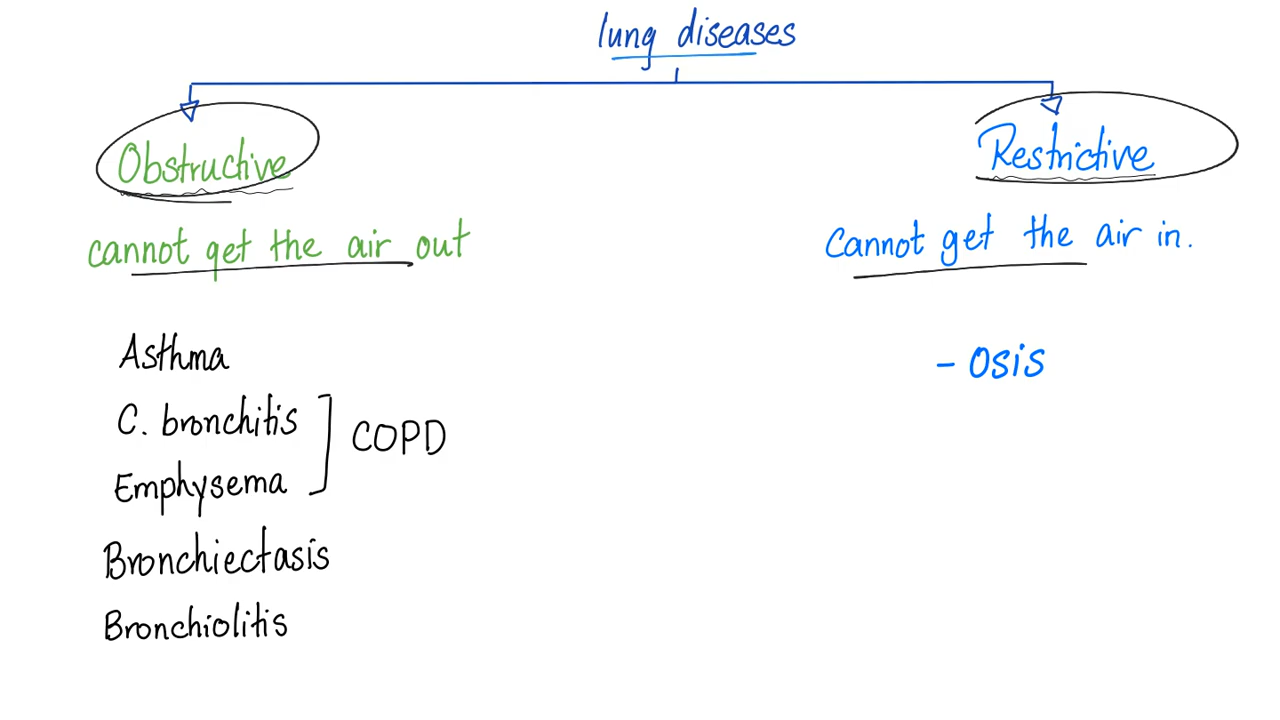 lung diseases
Obstructive
Restrictive
cannot get the air out
Cannot get the air in.
Asthma
- osis
C. bronchitis
COPD
Emphysema
Bronchiectasis
Bronchiolitis